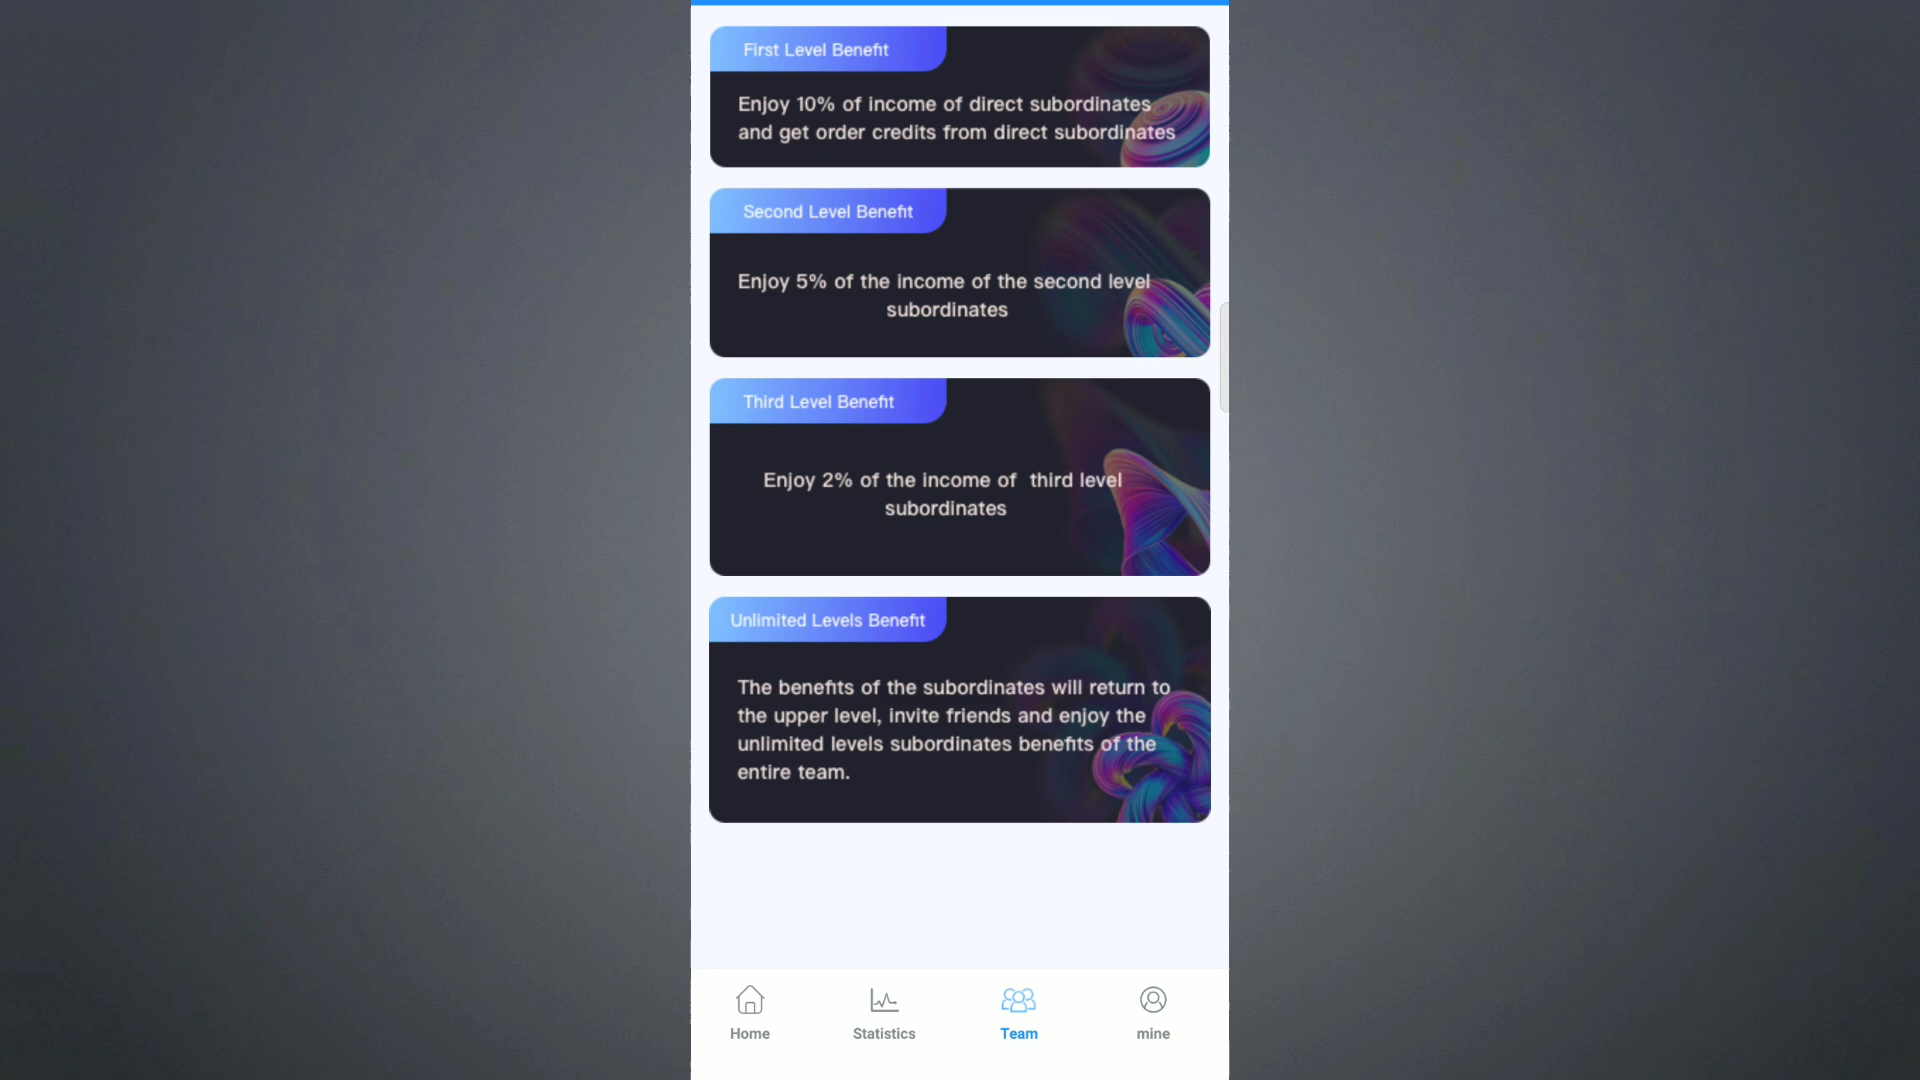 First Level Benefit
Enjoy 10% of income of direct subordinates
and get order credits from direct subordinates
Second Level Benefit
Enjoy 5% of the income of the second level
subordinates
Third Level Benefit
Enjoy 2% of the income of third level
subordinates
Unlimited Levels Benefit
The benefits of the subordinates will return to
the upper level, invite friends and enjoy the
unlimited levels subordinates benefits of the
entire team.
Home Statistics Team mine